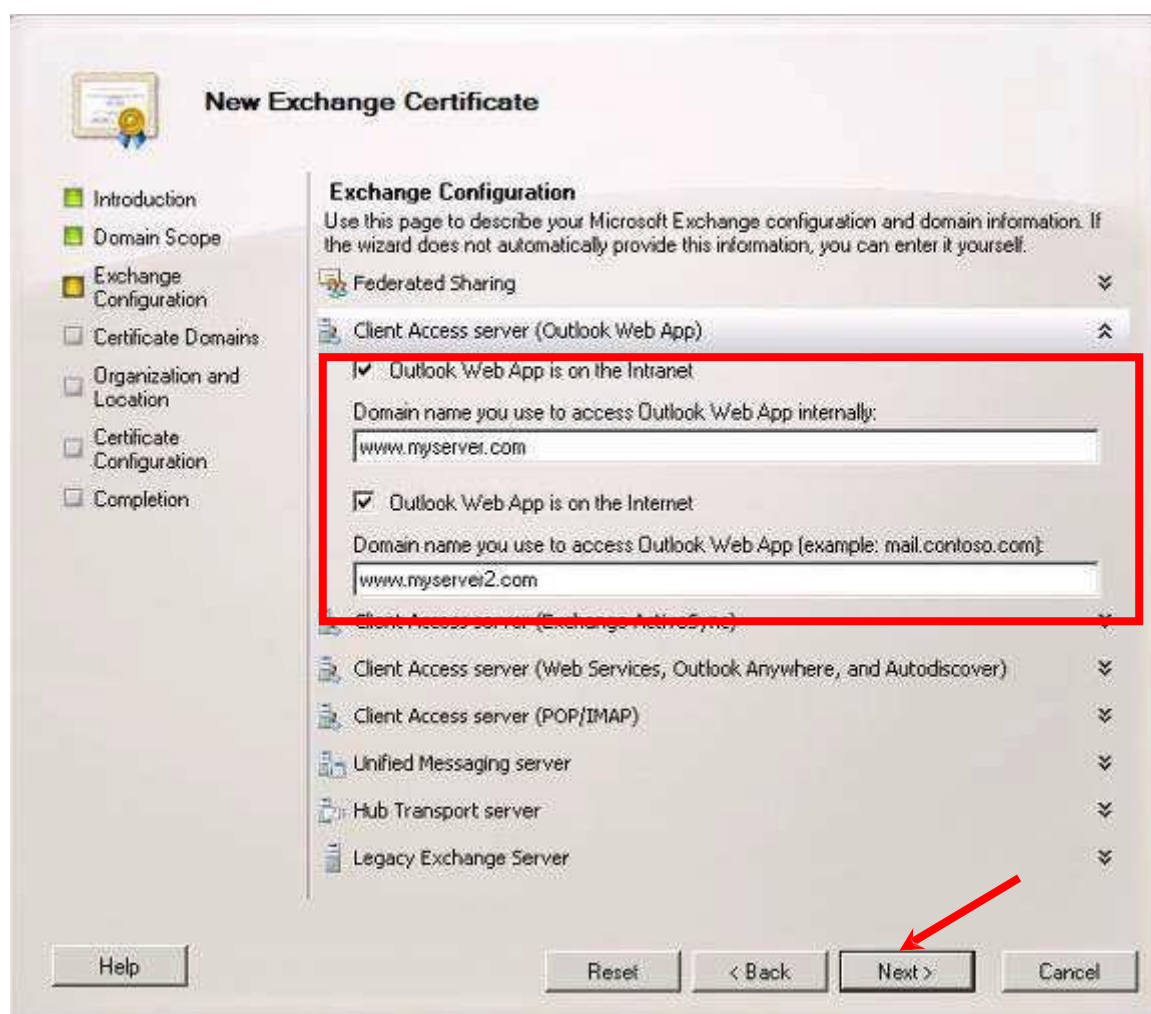 New Exchange Certificate
Introduction
Domain Scope
Exchange
Configuration
Certificate Domains
Organization and
Location
Certificate
Configuration
Completion
Exchange Configuration
Use this page to describe your Microsoft Exchange configuration and domain information. If
the wizard does not automatically provide this information, you can enter it yourself.
Federated Sharing
Client Access server (Outlook Web App)
Outlook Web App is on the Intranet
Domain name you use to access Outlook Web App internally:
www.myserver.com
Outlook Web App is on the Internet
Domain name you use to access Outlook Web App (example: mail.contoso.com):
www.myserver2.com
Client Access server (Exchange ActiveSync)
Client Access server (Web Services, Outlook Anywhere, and Autodiscover)
Client Access server (POP/IMAP)
Unified Messaging server
Hub Transport server
Legacy Exchange Server
Help
Reset
< Back
Next >
Cancel